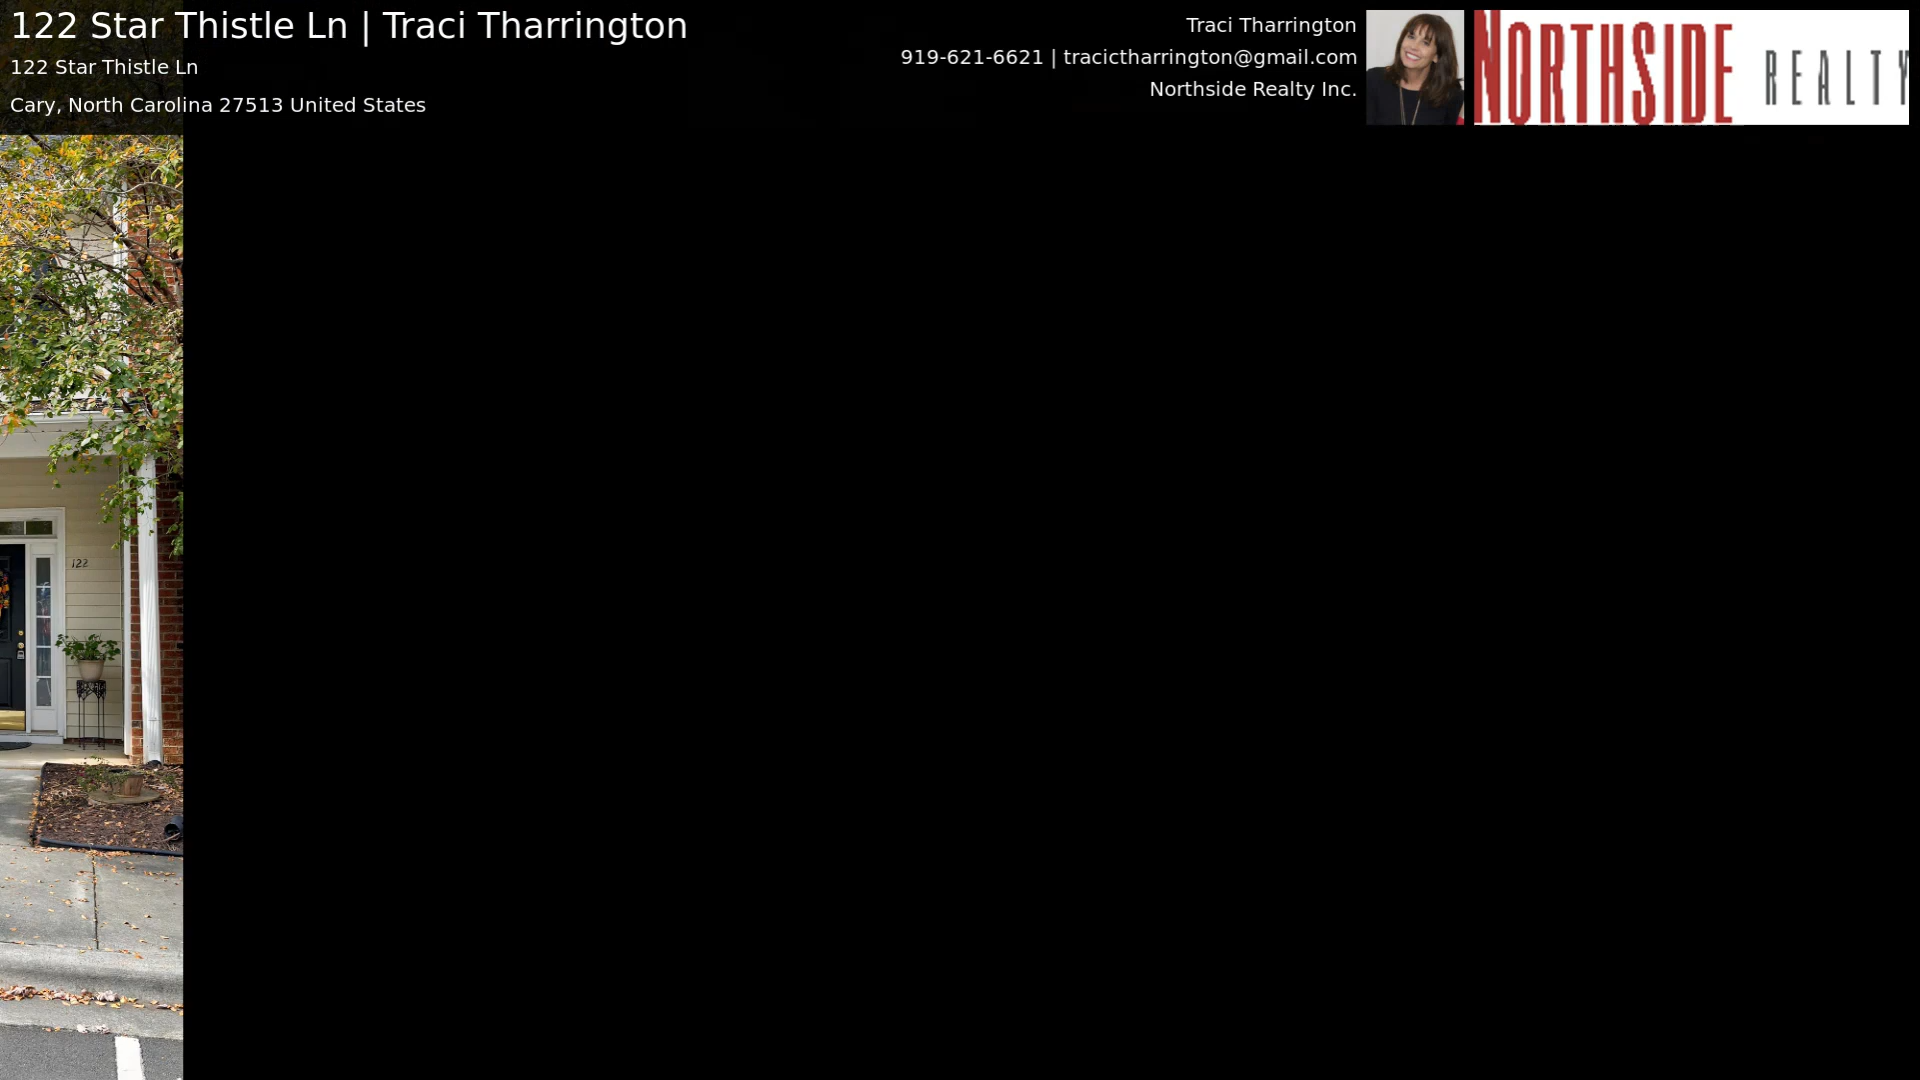 122 Star Thistle Ln | Traci Tharrington
122 Star Thistle Ln
Cary, North Carolina 27513 United States
Traci Tharrington
919-621-6621 | tracictharrington@gmail.com
Northside Realty Inc.
NORTHSIDE REALTY
122